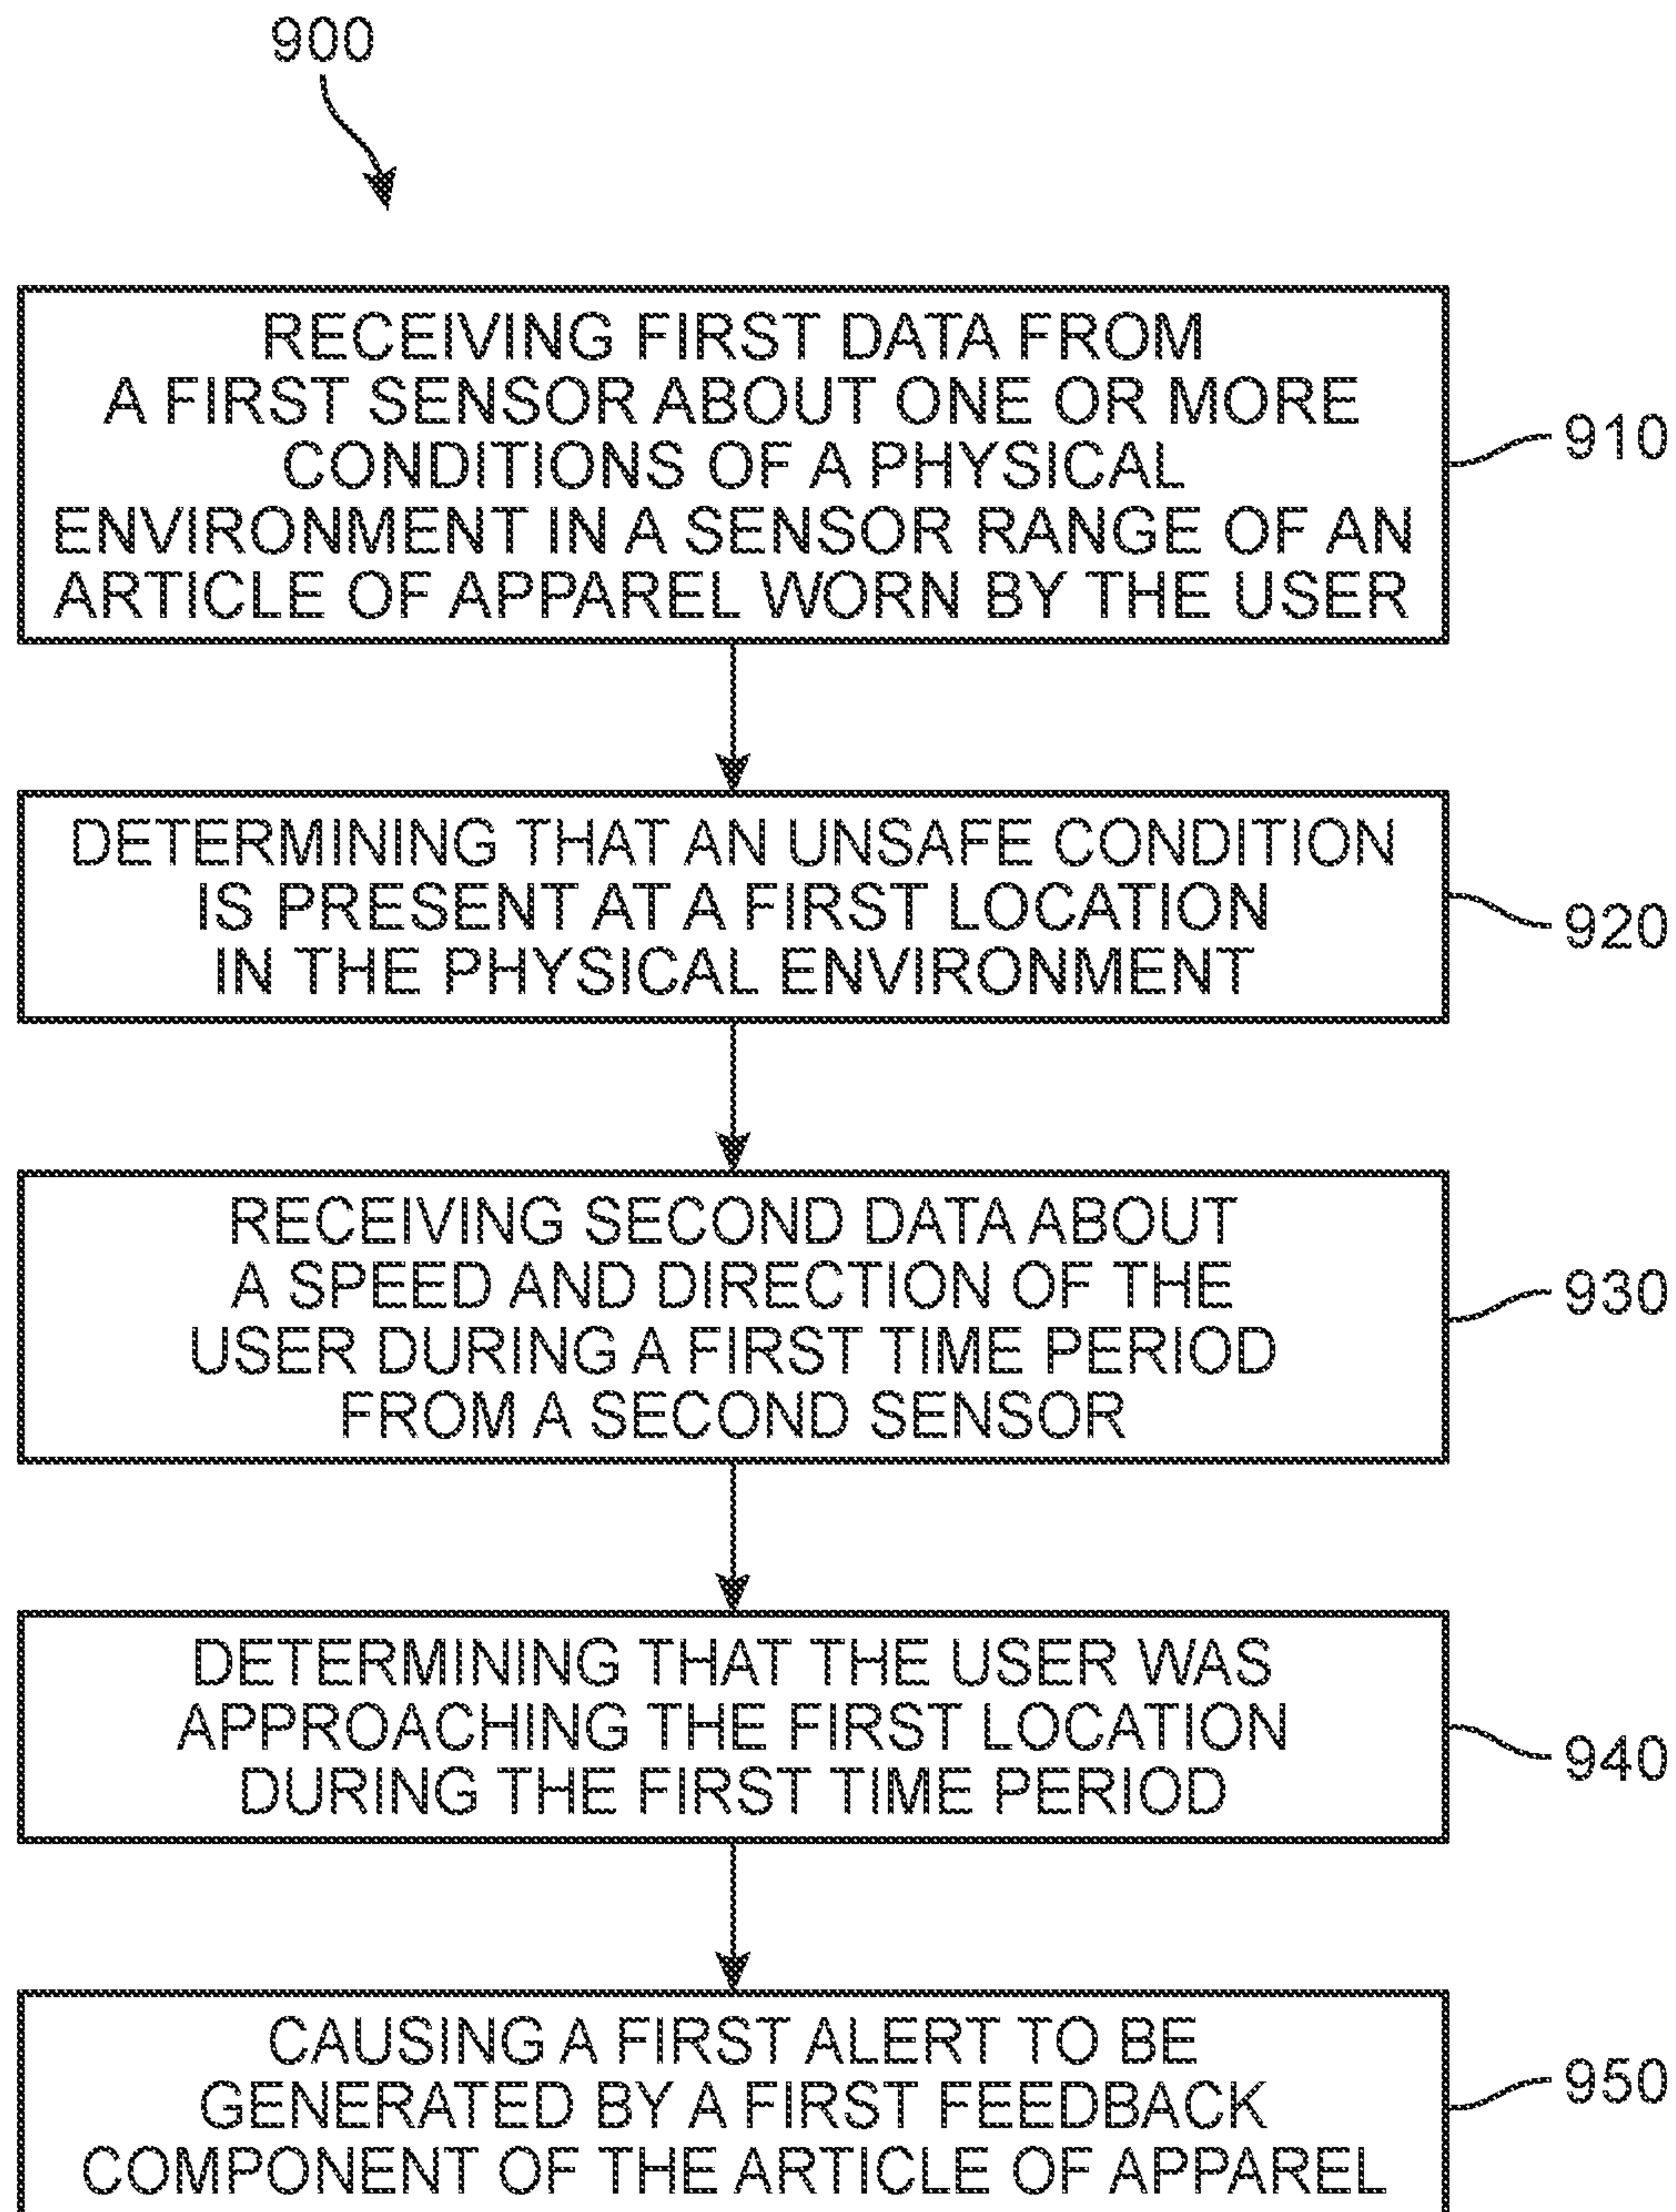 900
RECEIVING FIRST DATA FROM
A FIRST SENSOR ABOUT ONE OR MORE
CONDITIONS OF A PHYSICAL
ENVIRONMENT IN A SENSOR RANGE OF AN
ARTICLE OF APPAREL WORN BY THE USER
910
DETERMINING THAT AN UNSAFE CONDITION
IS PRESENT AT A FIRST LOCATION
IN THE PHYSICAL ENVIRONMENT
920
RECEIVING SECOND DATA ABOUT
A SPEED AND DIRECTION OF THE
USER DURING A FIRST TIME PERIOD
FROM A SECOND SENSOR
930
DETERMINING THAT THE USER WAS
APPROACHING THE FIRST LOCATION
DURING THE FIRST TIME PERIOD
940
CAUSING A FIRST ALERT TO BE
GENERATED BY A FIRST FEEDBACK
COMPONENT OF THE ARTICLE OF APPAREL
950